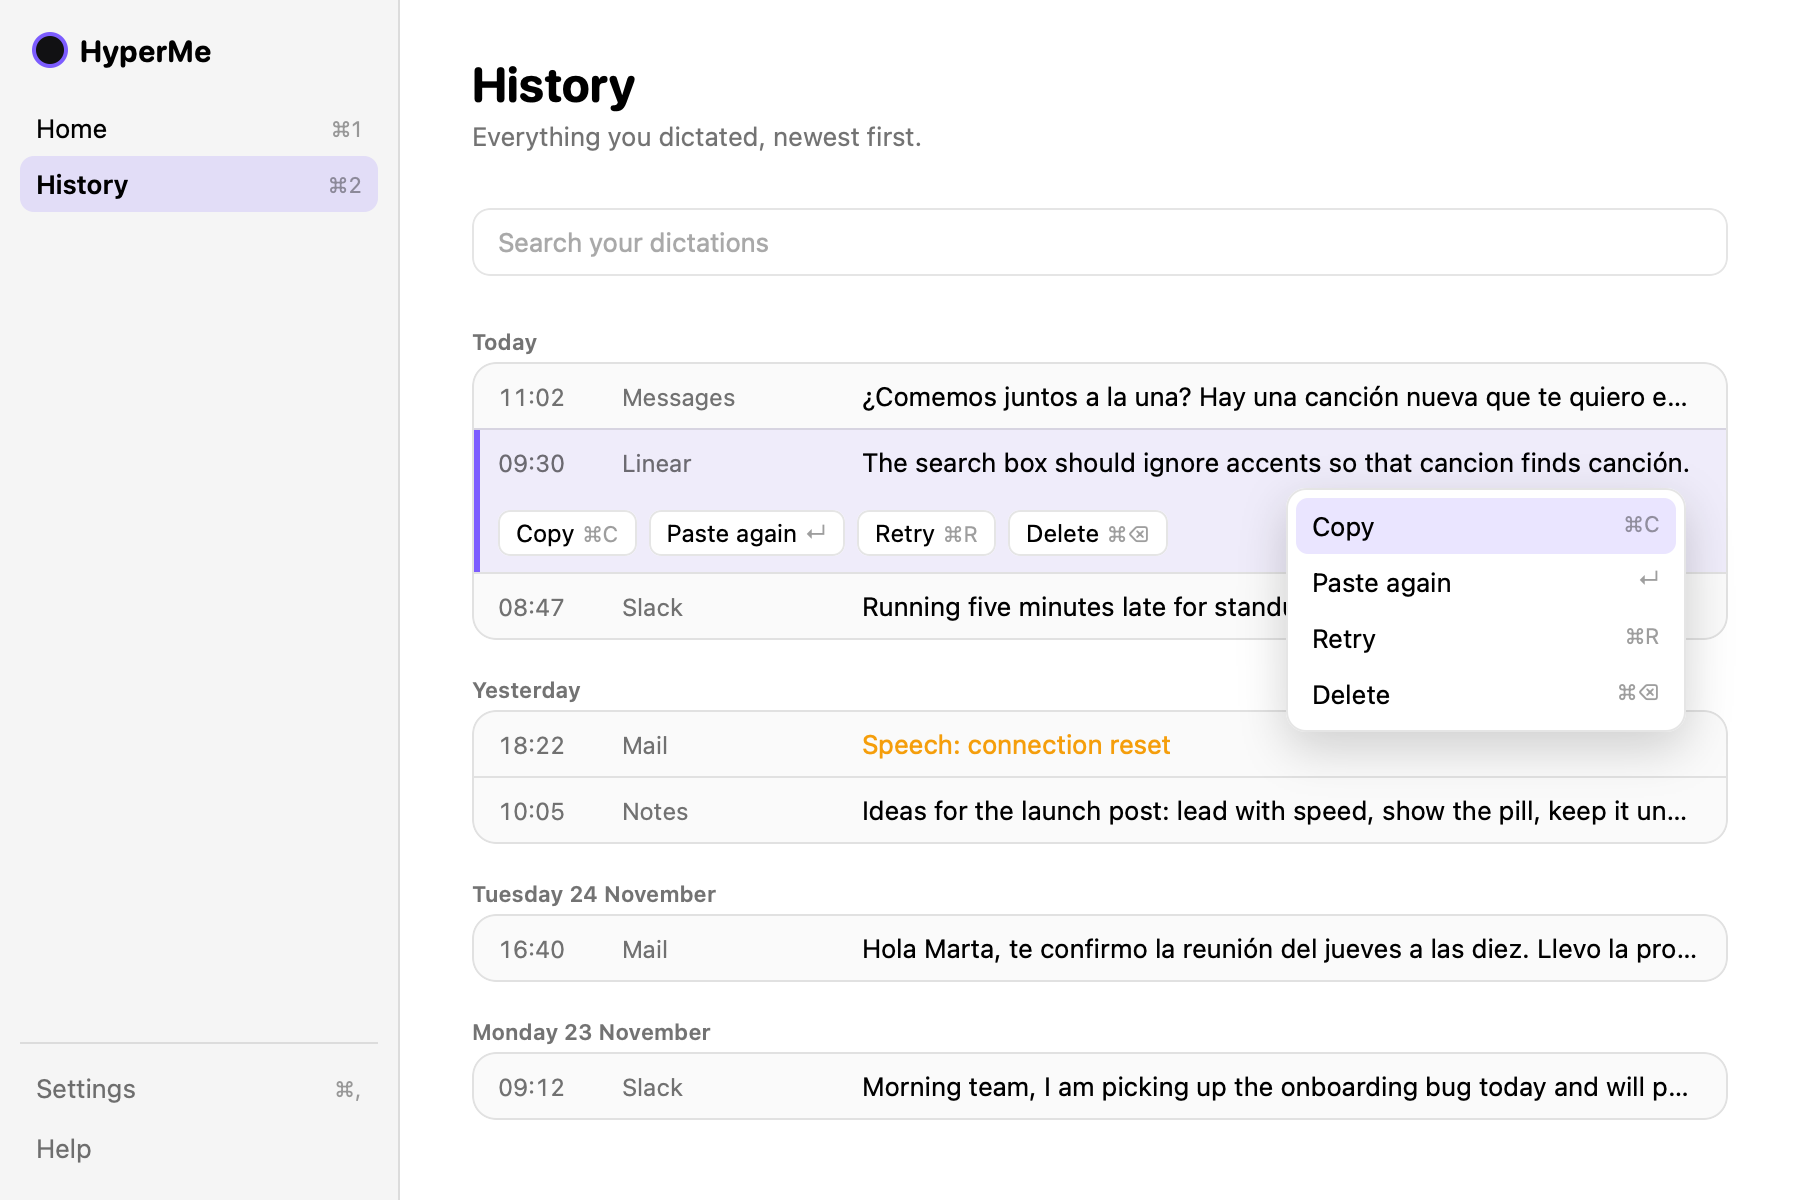 HyperMe
Home ⌘1
History ⌘2
Settings ⌘,
Help
History
Everything you dictated, newest first.
Search your dictations
Today
11:02 Messages ¿Comemos juntos a la una? Hay una canción nueva que te quiero e...
09:30 Linear The search box should ignore accents so that cancion finds canción.
Copy ⌘C Paste again ↵ Retry ⌘R Delete ⌘⌫
08:47 Slack Running five minutes late for
Copy ⌘C
Paste again ↵
Retry ⌘R
Delete ⌘⌫
Yesterday
18:22 Mail Speech: connection reset
10:05 Notes Ideas for the launch post: lead with speed, show the pill, keep it un...
Tuesday 24 November
16:40 Mail Hola Marta, te confirmo la reunión del jueves a las diez. Llevo la pro...
Monday 23 November
09:12 Slack Morning team, I am picking up the onboarding bug today and will p...